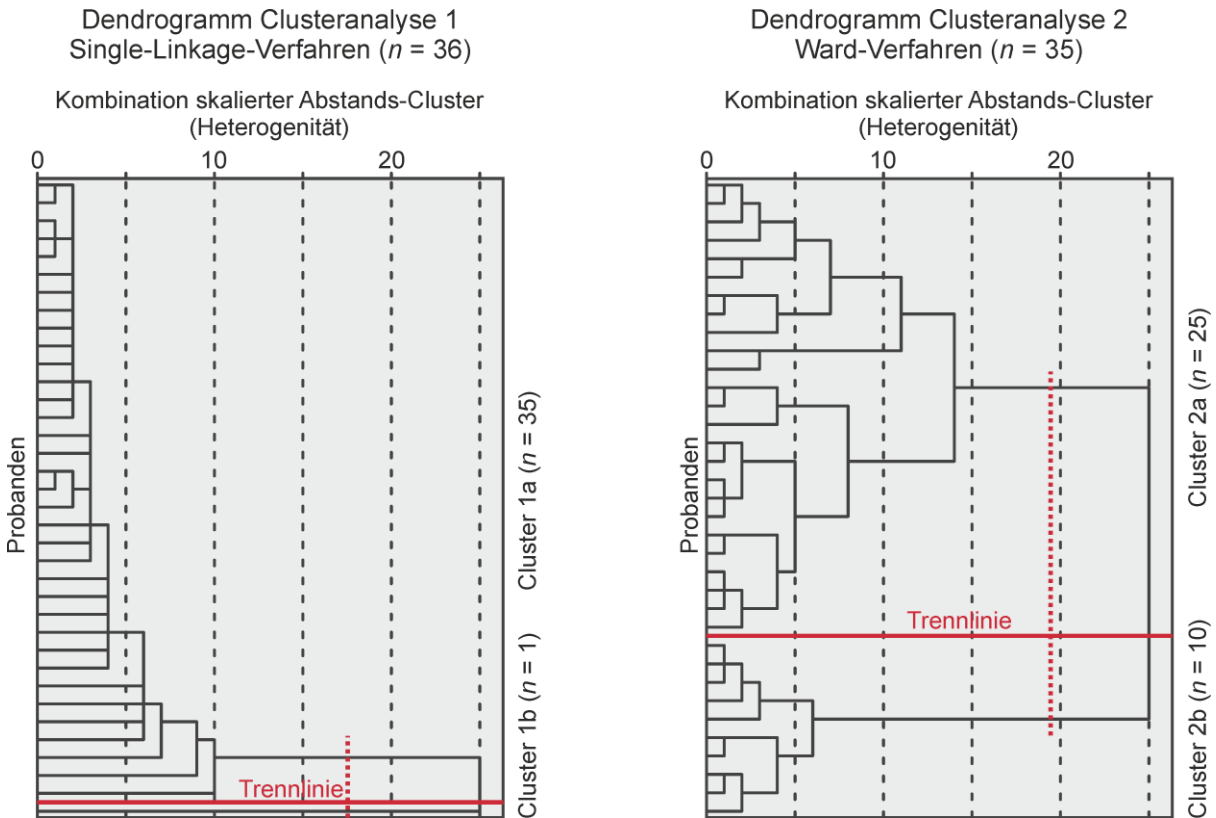 Dendrogramm Clusteranalyse 1
Single-Linkage-Verfahren (n = 36)
Kombination skalierter Abstands-Cluster
(Heterogenität)
0 10 20
Probanden
Cluster 1a (n = 35)
Cluster 1b (n = 1)
Trennlinie
Dendrogramm Clusteranalyse 2
Ward-Verfahren (n = 35)
Kombination skalierter Abstands-Cluster
(Heterogenität)
0 10 20
Probanden
Cluster 2a (n = 25)
Trennlinie
Cluster 2b (n = 10)